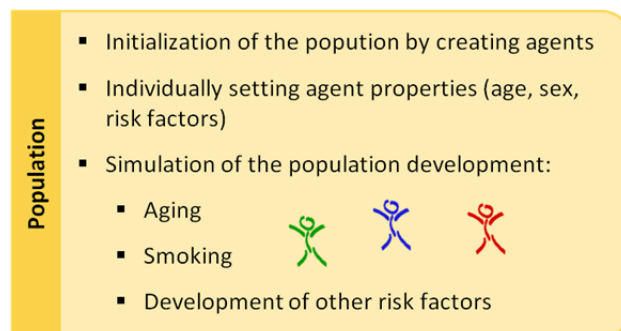 Population
▪ Initialization of the popution by creating agents
▪ Individually setting agent properties (age, sex,
risk factors)
▪ Simulation of the population development:
▪ Aging
▪ Smoking
▪ Development of other risk factors